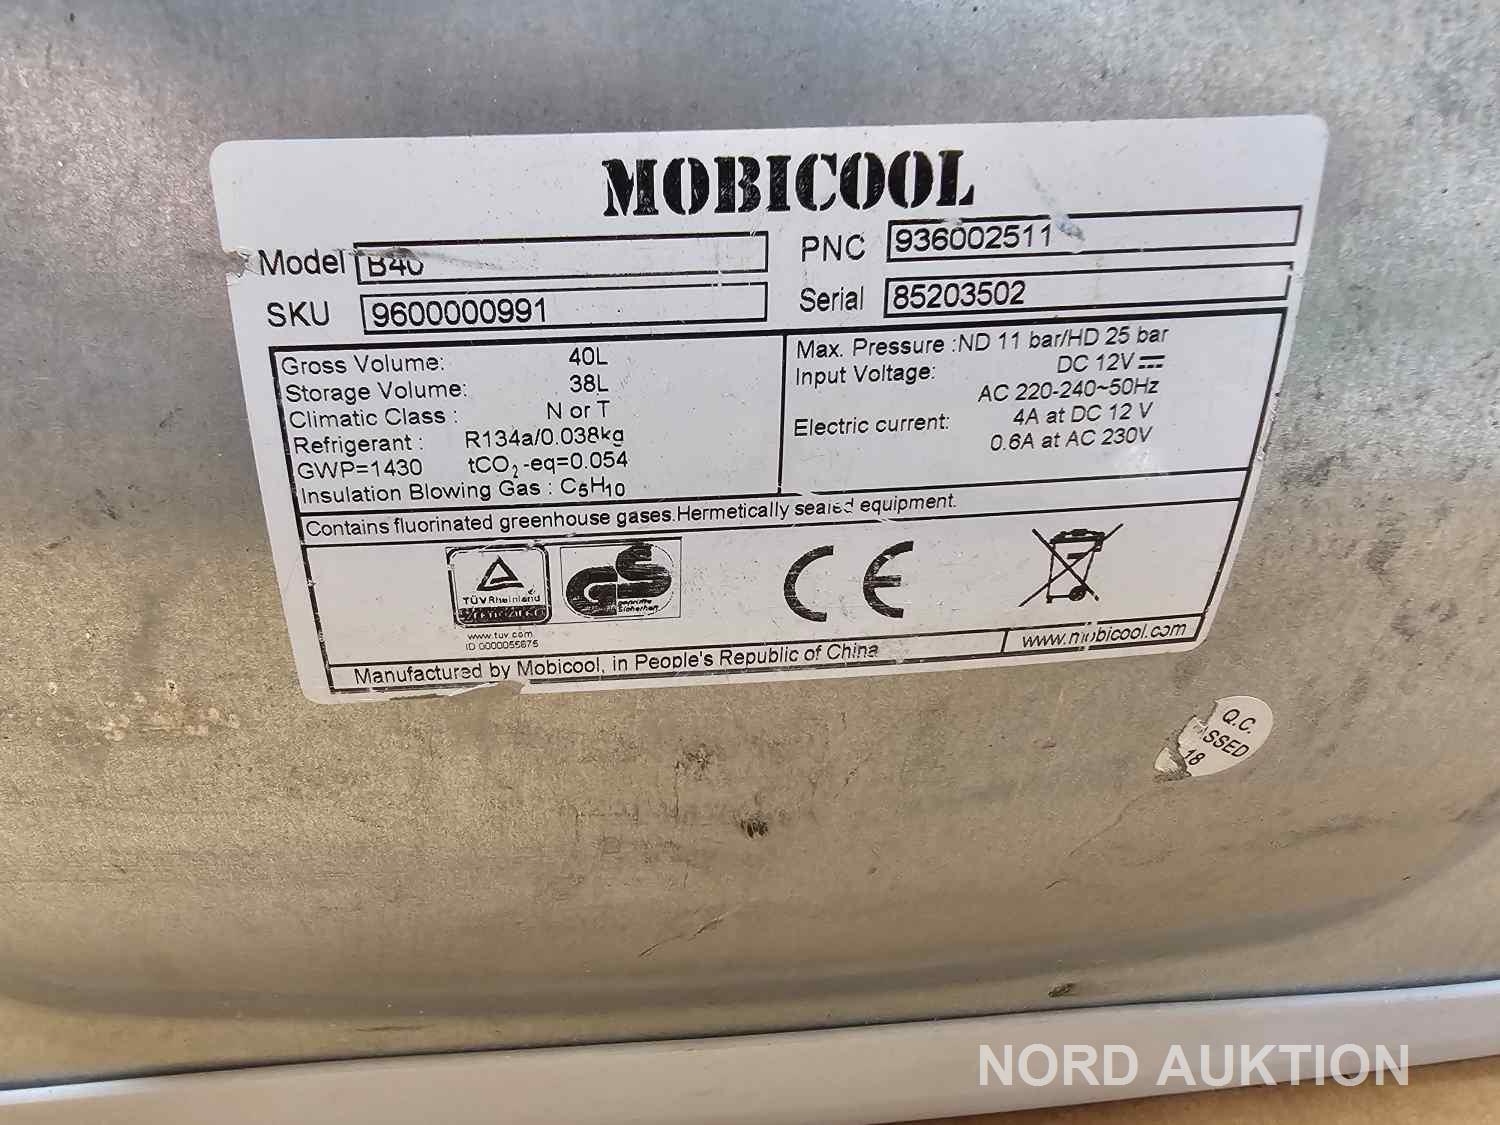 MOBICOOL
Model B40
PNC 936002511
SKU 9600000991
Serial 85203502
Gross Volume: 40L
Storage Volume: 38L
Climatic Class : N or T
Refrigerant : R134a/0.038kg
GWP=1430 tCO2-eq=0.054
Insulation Blowing Gas : C5H10
Max. Pressure :ND 11 bar/HD 25 bar
Input Voltage: DC 12V
AC 220-240~50Hz
Electric current: 4A at DC 12 V
0.6A at AC 230V
Contains fluorinated greenhouse gases.Hermetically sealed equipment.
TÜVRheinland
GS
geprüfte
Sicherheit
CE
www.tuv.com
ID 0000055675
Manufactured by Mobicool, in People's Republic of China
www.mobicool.com
Q.C.
ASSED
18
NORD AUKTION